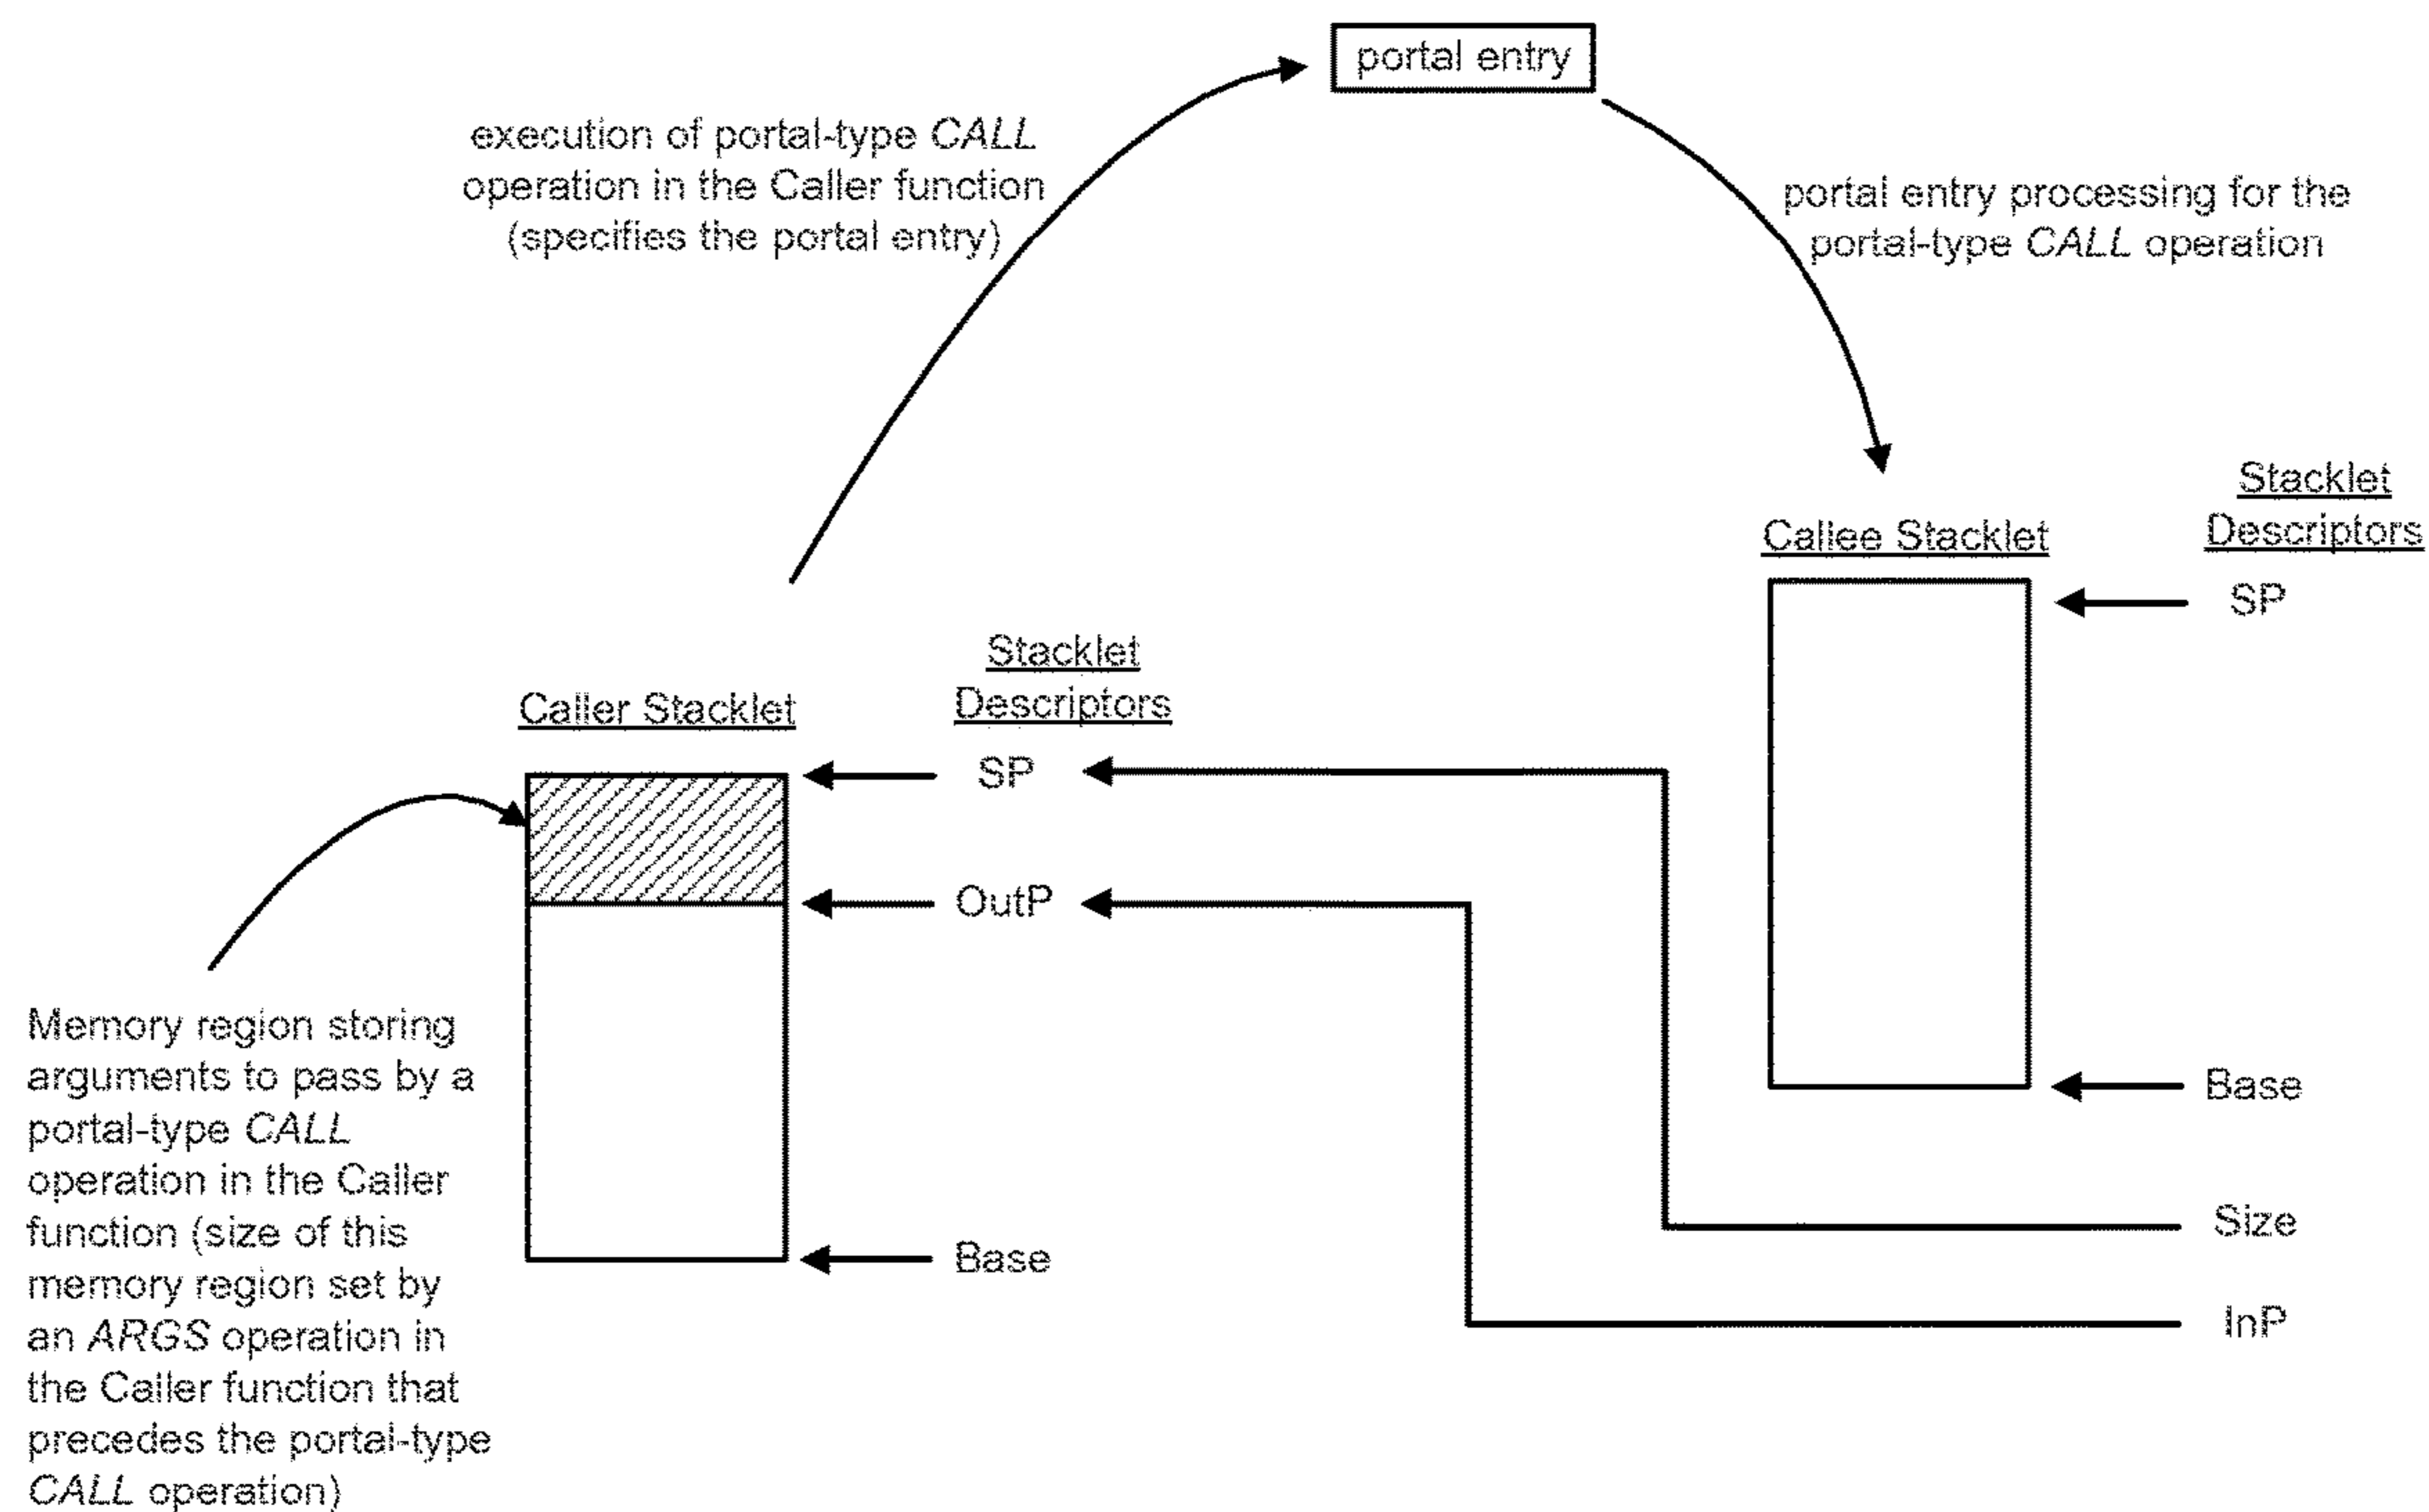 portal entry
execution of portal-type CALL
operation in the Caller function
(specifies the portal entry)
portal entry processing for the
portal-type CALL operation
Stacklet
Descriptors
Callee Stacklet
SP
Stacklet
Descriptors
Caller Stacklet
SP
OutP
Base
Base
Size
InP
Memory region storing
arguments to pass by a
portal-type CALL
operation in the Caller
function (size of this
memory region set by
an ARGS operation in
the Caller function that
precedes the portal-type
CALL operation)